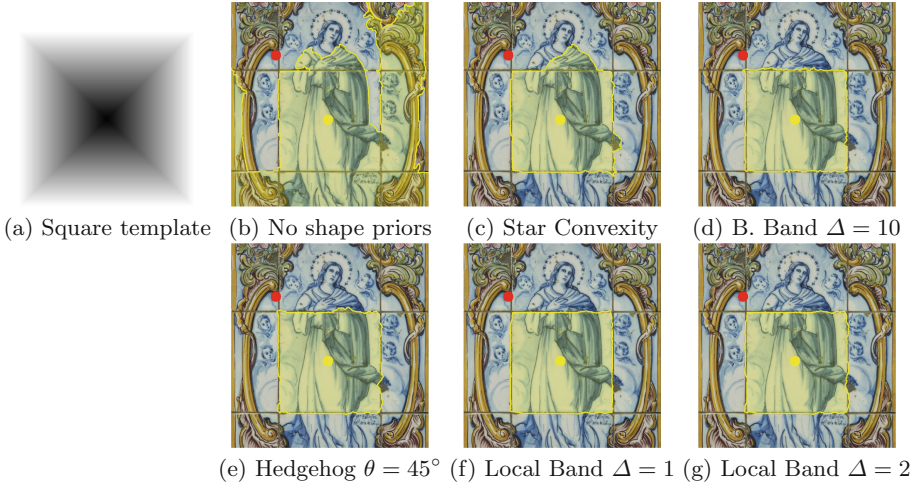 (a) Square template
(b) No shape priors
(c) Star Convexity
(d) B. Band Δ = 10
(e) Hedgehog θ = 45°
(f) Local Band Δ = 1
(g) Local Band Δ = 2